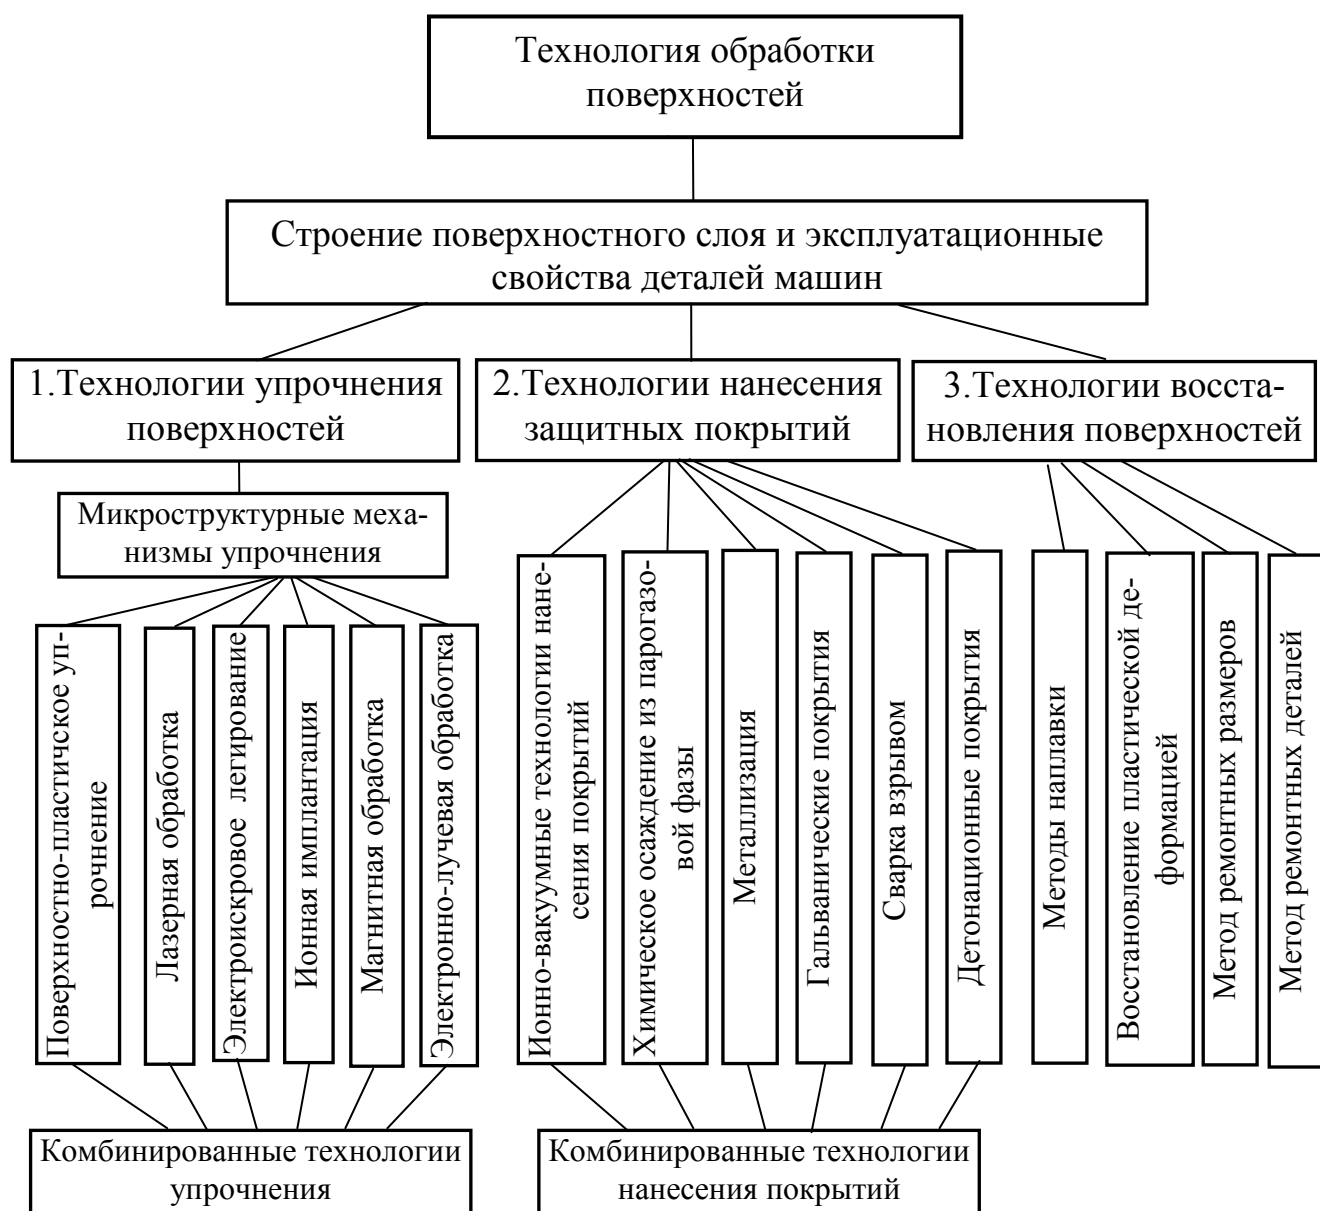 Технология обработки
поверхностей
Строение поверхностного слоя и эксплуатационные
свойства деталей машин
1.Технологии упрочнения
поверхностей
2.Технологии нанесения
защитных покрытий
3.Технологии восста-
новления поверхностей
Микроструктурные меха-
низмы упрочнения
Поверхностно-пластичское уп-
рочнение
Лазерная обработка
Электроискровое легирование
Ионная имплантация
Магнитная обработка
Электронно-лучевая обработка
Ионно-вакуумные технологии нане-
сения покрытий
Химическое осаждение из парогазо-
вой фазы
Металлизация
Гальванические покрытия
Сварка взрывом
Детонационные покрытия
Методы наплавки
Восстановление пластической де-
формацией
Метод ремонтных размеров
Метод ремонтных деталей
Комбинированные технологии
упрочнения
Комбинированные технологии
нанесения покрытий